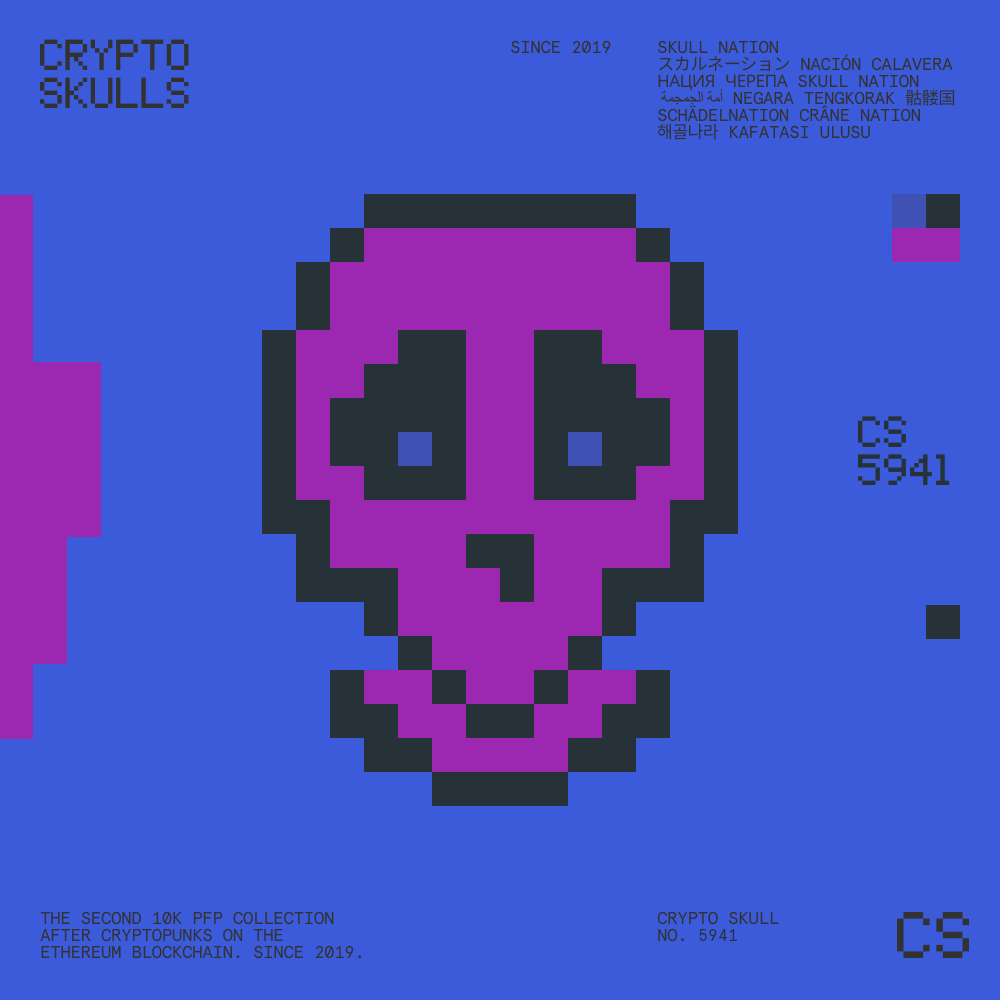 CRYPTO
SKULLS
SINCE 2019
SKULL NATION
スカルネーション NACIÓN CALAVERA
НАЦИЯ ЧЕРЕПА SKULL NATION
أمة الجمجمة NEGARA TENGKORAK 骷髅国
SCHÄDELNATION CRÂNE NATION
해골나라 KAFATASI ULUSU
CS
5941
THE SECOND 10K PFP COLLECTION
AFTER CRYPTOPUNKS ON THE
ETHEREUM BLOCKCHAIN. SINCE 2019.
CRYPTO SKULL
NO. 5941
CS